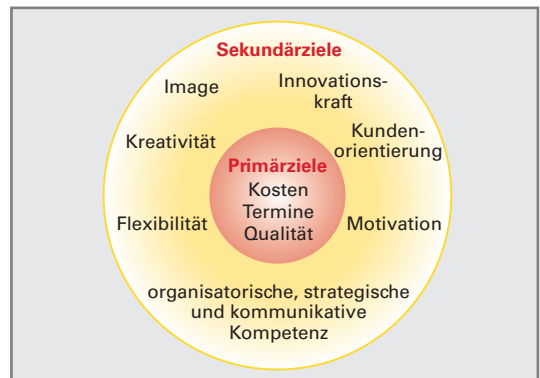 Sekundärziele
Image
Innovations-
kraft
Kreativität
Kunden-
orientierung
Primärziele
Kosten
Termine
Qualität
Flexibilität
Motivation
organisatorische, strategische
und kommunikative
Kompetenz